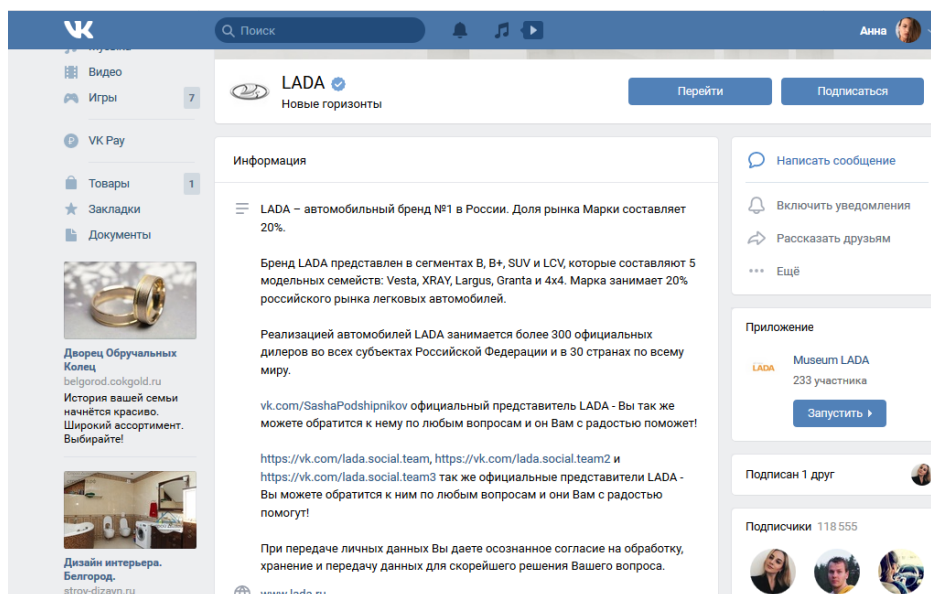 Поиск
Анна
Видео
Игры
7
VK Pay
Товары
1
Закладки
Документы
Дворец Обручальных
Колец
belgorod.cokgold.ru
История вашей семьи
начнётся красиво.
Широкий ассортимент.
Выбирайте!
Дизайн интерьера.
Белгород.
stroy-dizayn.ru
LADA
Новые горизонты
Перейти
Подписаться
Информация
LADA – автомобильный бренд №1 в России. Доля рынка Марки составляет
20%.
Бренд LADA представлен в сегментах B, B+, SUV и LCV, которые составляют 5
модельных семейств: Vesta, XRAY, Largus, Granta и 4x4. Марка занимает 20%
российского рынка легковых автомобилей.
Реализацией автомобилей LADA занимается более 300 официальных
дилеров во всех субъектах Российской Федерации и в 30 странах по всему
миру.
vk.com/SashaPodshipnikov официальный представитель LADA - Вы так же
можете обратится к нему по любым вопросам и он Вам с радостью поможет!
https://vk.com/lada.social.team, https://vk.com/lada.social.team2 и
https://vk.com/lada.social.team3 так же официальные представители LADA -
Вы можете обратится к ним по любым вопросам и они Вам с радостью
помогут!
При передаче личных данных Вы даете осознанное согласие на обработку,
хранение и передачу данных для скорейшего решения Вашего вопроса.
www.lada.ru
Написать сообщение
Включить уведомления
Рассказать друзьям
Ещё
Приложение
LADA
Museum LADA
233 участника
Запустить
Подписан 1 друг
Подписчики 118 555